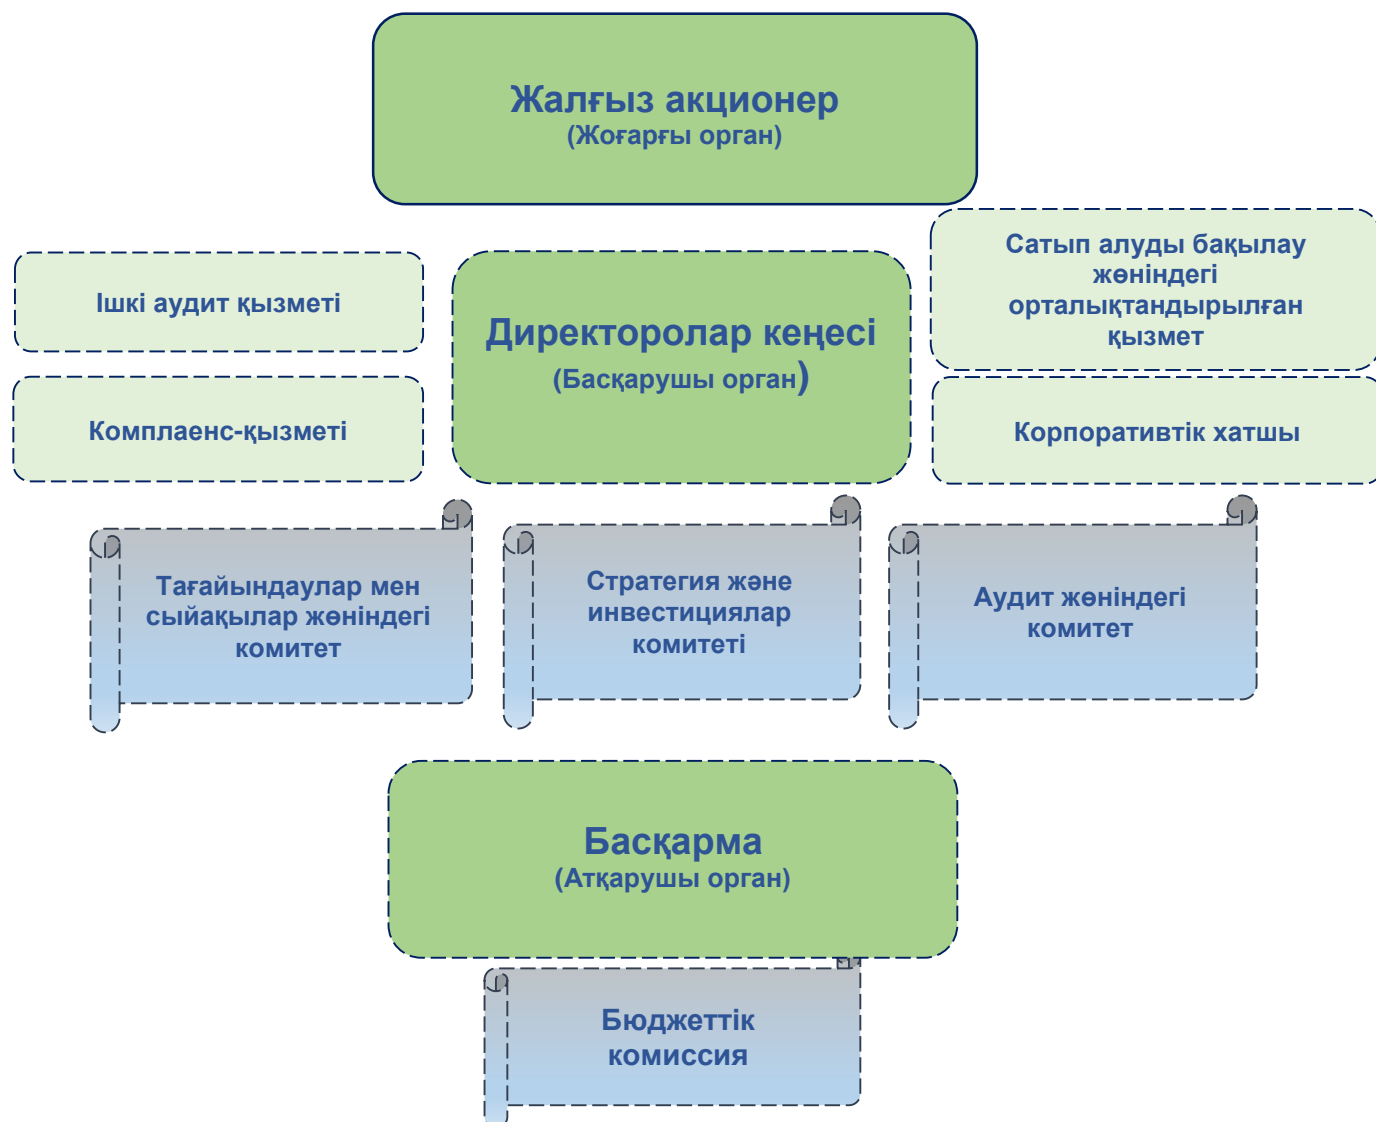 Жалғыз акционер
(Жоғарғы орган)
Ішкі аудит қызметі
Комплаенс-қызметі
Директоролар кеңесі
(Басқарушы орган)
Сатып алуды бақылау
жөніндегі
орталықтандырылған
қызмет
Корпоративтік хатшы
Тағайындаулар мен
сыйақылар жөніндегі
комитет
Стратегия және
инвестициялар
комитеті
Аудит жөніндегі
комитет
Басқарма
(Атқарушы орган)
Бюджеттік
комиссия